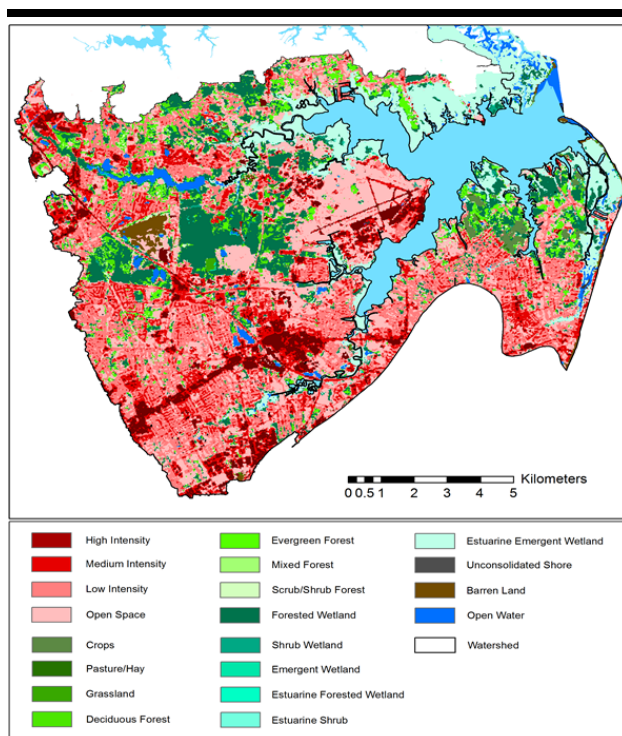 Kilometers
0 0.5 1 2 3 4 5
High Intensity
Medium Intensity
Low Intensity
Open Space
Crops
Pasture/Hay
Grassland
Deciduous Forest
Evergreen Forest
Mixed Forest
Scrub/Shrub Forest
Forested Wetland
Shrub Wetland
Emergent Wetland
Estuarine Forested Wetland
Estuarine Shrub
Estuarine Emergent Wetland
Unconsolidated Shore
Barren Land
Open Water
Watershed